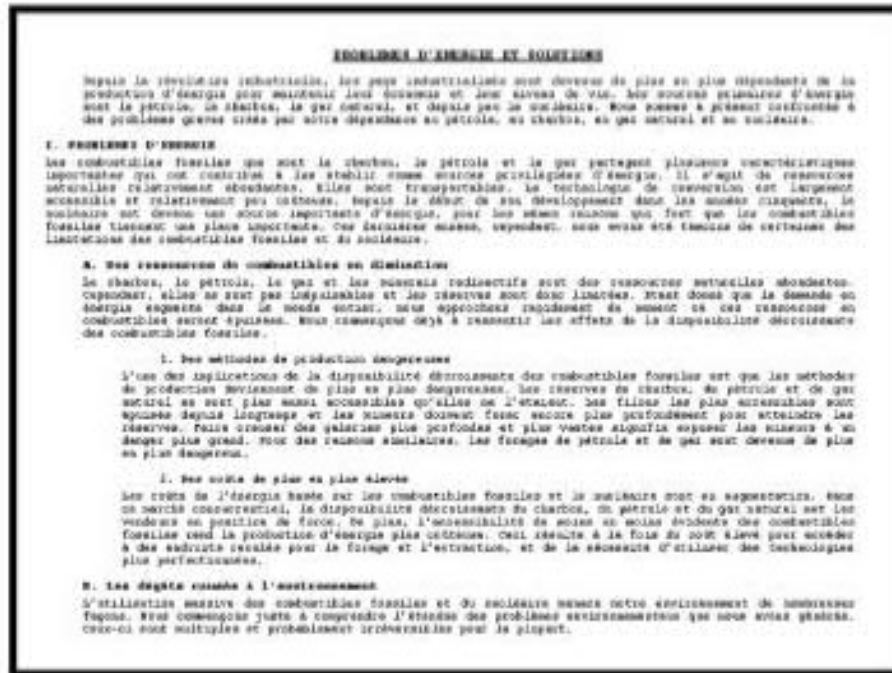 PROBLEMES D'ENERGIE ET SOLUTIONS
Depuis la révolution industrielle, les pays industrialisés sont devenus de plus en plus dépendants de la
production d'énergie pour maintenir leur économie et leur niveau de vie. Les sources primaires d'énergie
sont le pétrole, le charbon, le gaz naturel, et depuis peu le nucléaire. Nous sommes à présent confrontés à
des problèmes graves créés par notre dépendance au pétrole, au charbon, au gaz naturel et au nucléaire.
I. PROBLEMES D'ENERGIE
Les combustibles fossiles que sont le charbon, le pétrole et le gaz partagent plusieurs caractéristiques
importantes qui ont contribué à les établir comme sources privilégiées d'énergie. Il s'agit de ressources
naturelles relativement abondantes. Elles sont transportables. La technologie de conversion est largement
accessible et relativement peu coûteuse. Depuis le début de son développement dans les années cinquante, le
nucléaire est devenu une source importante d'énergie, pour les mêmes raisons qui font que les combustibles
fossiles tiennent une place importante. Ces dernières années, cependant, nous avons été témoins de certaines des
limitations des combustibles fossiles et du nucléaire.
A. Des ressources de combustibles en diminution
Le charbon, le pétrole, le gaz et les minerais radioactifs sont des ressources naturelles abondantes.
Cependant, elles ne sont pas inépuisables et les réserves sont donc limitées. Etant donné que la demande en
énergie augmente dans le monde entier, nous approchons rapidement du moment où ces ressources en
combustibles seront épuisées. Nous commençons déjà à ressentir les effets de la disponibilité décroissante
des combustibles fossiles.
1. Des méthodes de production dangereuses
L'une des implications de la disponibilité décroissante des combustibles fossiles est que les méthodes
de production deviennent de plus en plus dangereuses. Les réserves de charbon, de pétrole et de gaz
naturel ne sont plus aussi accessibles qu'elles ne l'étaient. Les filons les plus accessibles sont
épuisés depuis longtemps et les mineurs doivent forer encore plus profondément pour atteindre les
réserves. Faire creuser des galeries plus profondes et plus vastes signifie exposer les mineurs à un
danger plus grand. Pour des raisons similaires, les forages de pétrole et de gaz sont devenus de plus
en plus dangereux.
2. Des coûts de plus en plus élevés
Les coûts de l'énergie basée sur les combustibles fossiles et le nucléaire sont en augmentation. Dans
un marché concurrentiel, la disponibilité décroissante du charbon, du pétrole et du gaz naturel met les
vendeurs en position de force. De plus, l'accessibilité de moins en moins évidente des combustibles
fossiles rend la production d'énergie plus coûteuse. Ceci résulte à la fois du coût élevé pour accéder
à des endroits reculés pour le forage et l'extraction, et de la nécessité d'utiliser des technologies
plus perfectionnées.
B. Les dégâts causés à l'environnement
L'utilisation massive des combustibles fossiles et du nucléaire menace notre environnement de nombreuses
façons. Nous commençons juste à comprendre l'étendue des problèmes environnementaux que nous avons générés.
Ceux-ci sont multiples et probablement irréversibles pour la plupart.